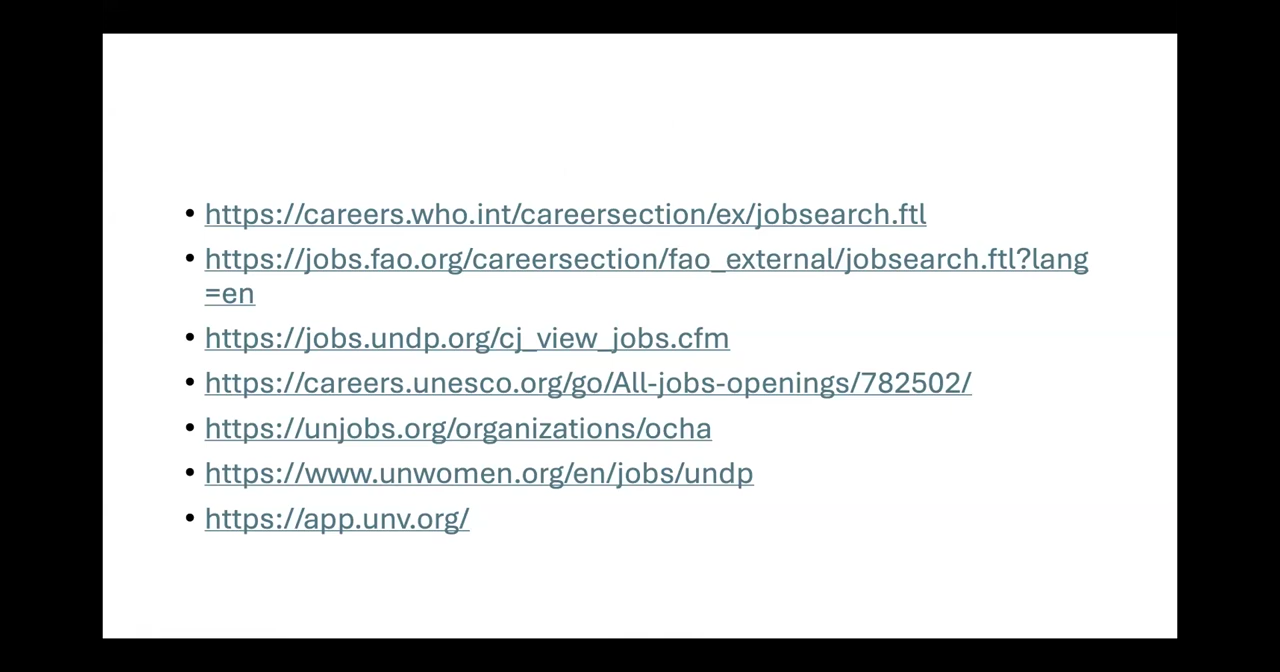 • https://careers.who.int/careersection/ex/jobsearch.ftl
• https://jobs.fao.org/careersection/fao_external/jobsearch.ftl?lang
=en
• https://jobs.undp.org/cj_view_jobs.cfm
• https://careers.unesco.org/go/All-jobs-openings/782502/
• https://unjobs.org/organizations/ocha
• https://www.unwomen.org/en/jobs/undp
• https://app.unv.org/